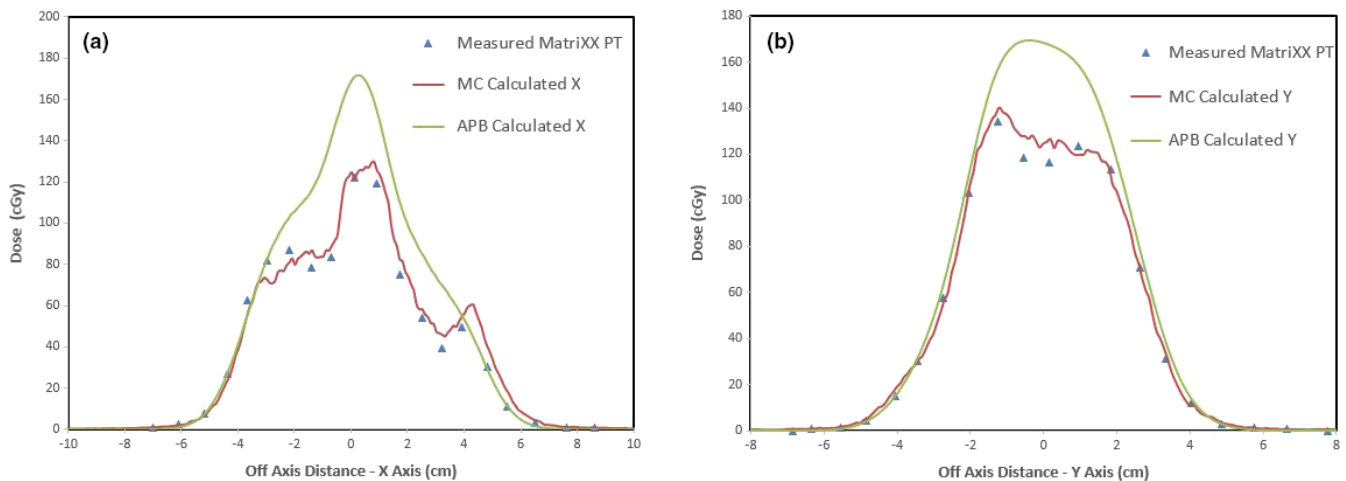 (a)
Measured MatriXX PT
MC Calculated X
APB Calculated X
200
180
160
140
120
100
80
60
40
20
0
Dose (cGy)
-10 -8 -6 -4 -2 0 2 4 6 8 10
Off Axis Distance - X Axis (cm)
(b)
Measured MatriXX PT
MC Calculated Y
APB Calculated Y
180
160
140
120
100
80
60
40
20
0
Dose (cGy)
-8 -6 -4 -2 0 2 4 6 8
Off Axis Distance - Y Axis (cm)